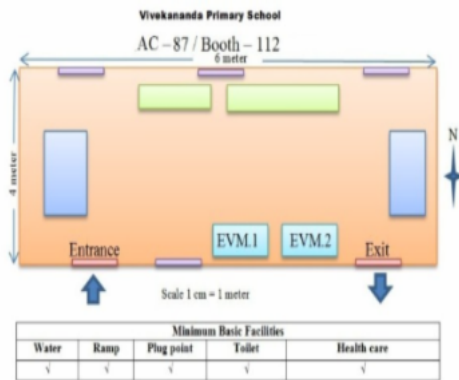 Vivekananda Primary School
AC – 87 / Booth – 112
6 meter
4 meter
N
EVM.1 EVM.2
Entrance Exit
Scale 1 cm = 1 meter
Minimum Basic Facilities
Water Ramp Plug point Toilet Health care
√ √ √ √ √